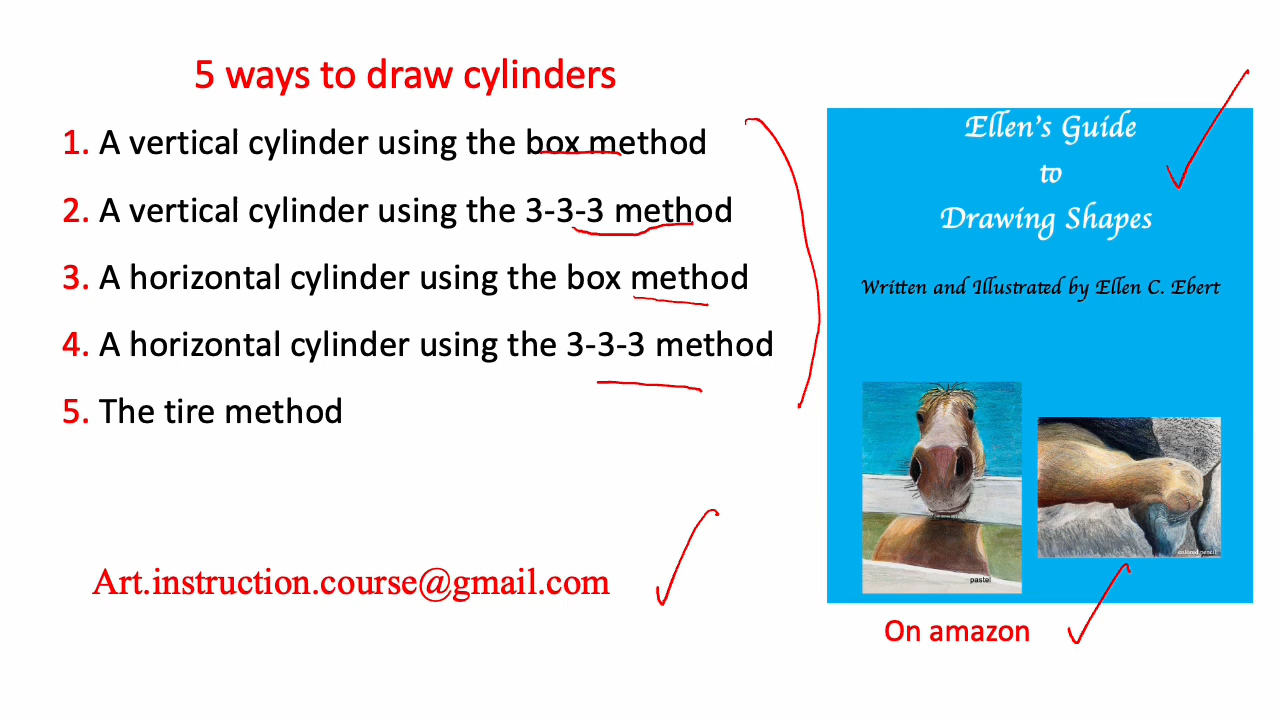 5 ways to draw cylinders
1. A vertical cylinder using the box method
2. A vertical cylinder using the 3-3-3 method
3. A horizontal cylinder using the box method
4. A horizontal cylinder using the 3-3-3 method
5. The tire method
Art.instruction.course@gmail.com
Ellen's Guide
to
Drawing Shapes
Written and Illustrated by Ellen C. Ebert
colored pencil
pastel
On amazon